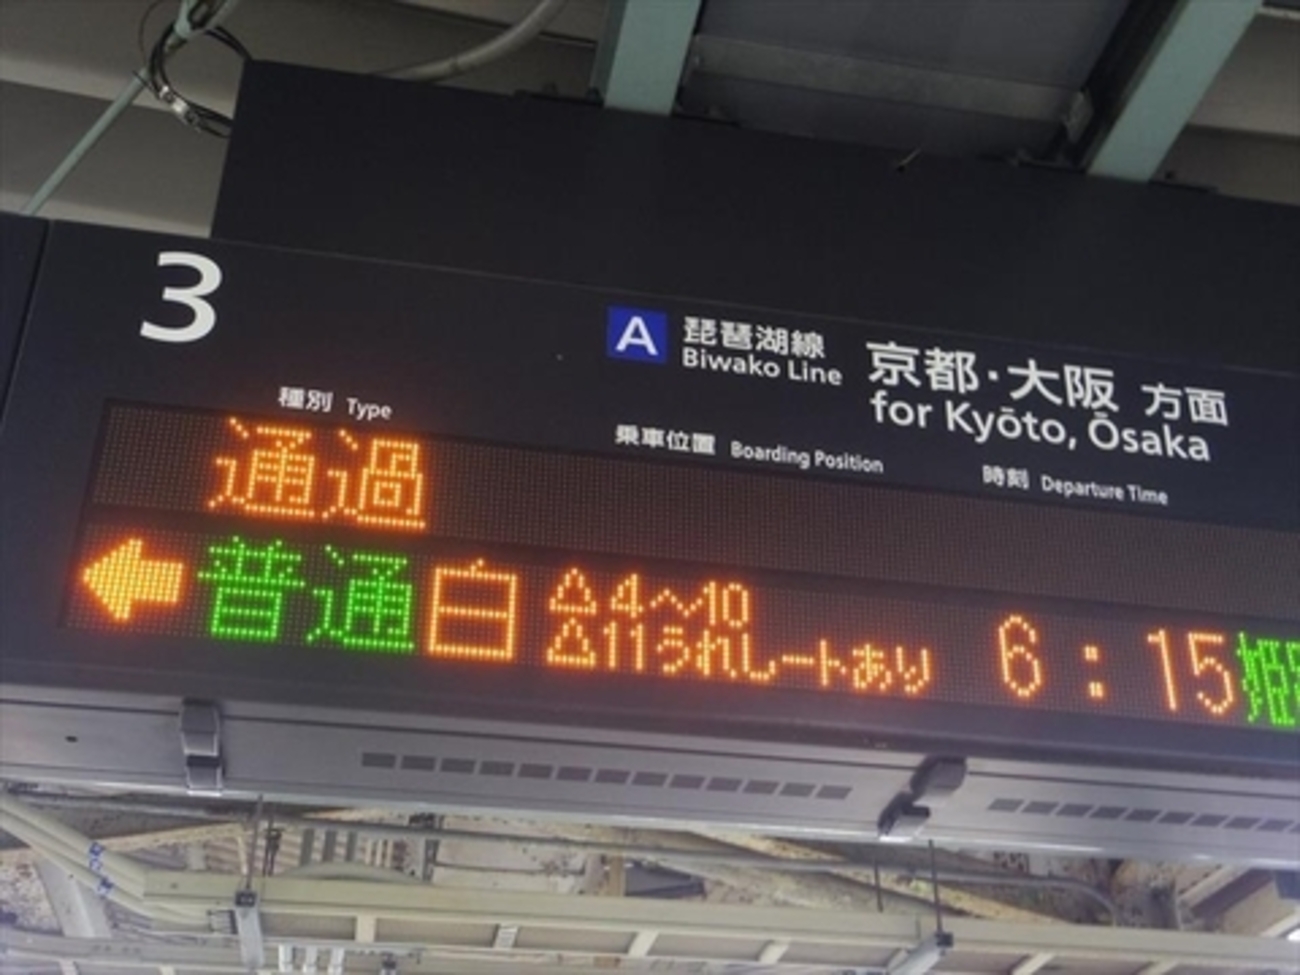 3
A 琵琶湖線 京都・大阪 方面
Biwako Line for Kyōto, Ōsaka
種別 Type 乗車位置 Boarding Position 時刻 Departure Time
通過
普通 白 △4〜10 6:15 姫
△11うれしートあり